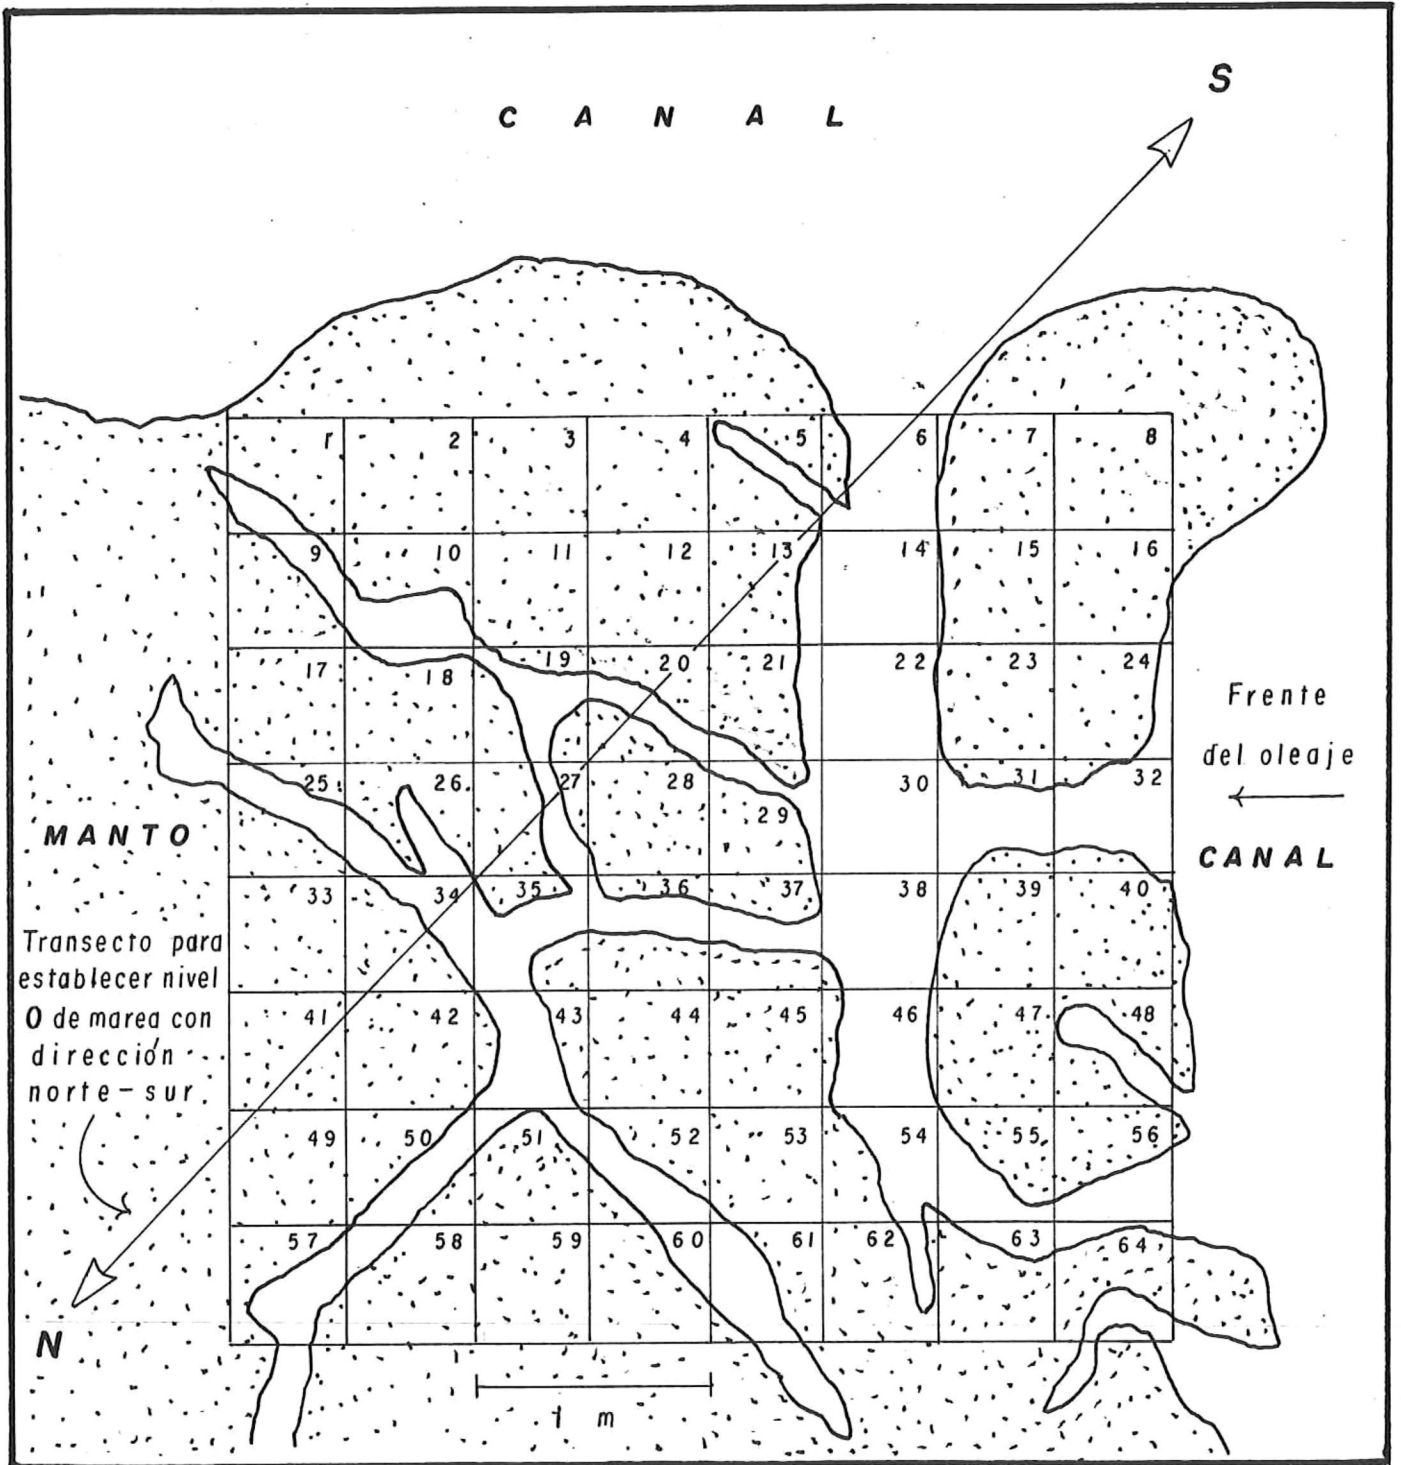 S
C A N A L
1 2 3 4 5 6 7 8
9 10 11 12 13 14 15 16
17 18 19 20 21 22 23 24
Frente
del oleaje
25 26 27 28 29 30 31 32
MANTO
CANAL
33 34 35 36 37 38 39 40
Transecto para
establecer nivel
0 de marea con
dirección
norte-sur
41 42 43 44 45 46 47 48
49 50 51 52 53 54 55 56
57 58 59 60 61 62 63 64
N
1 m